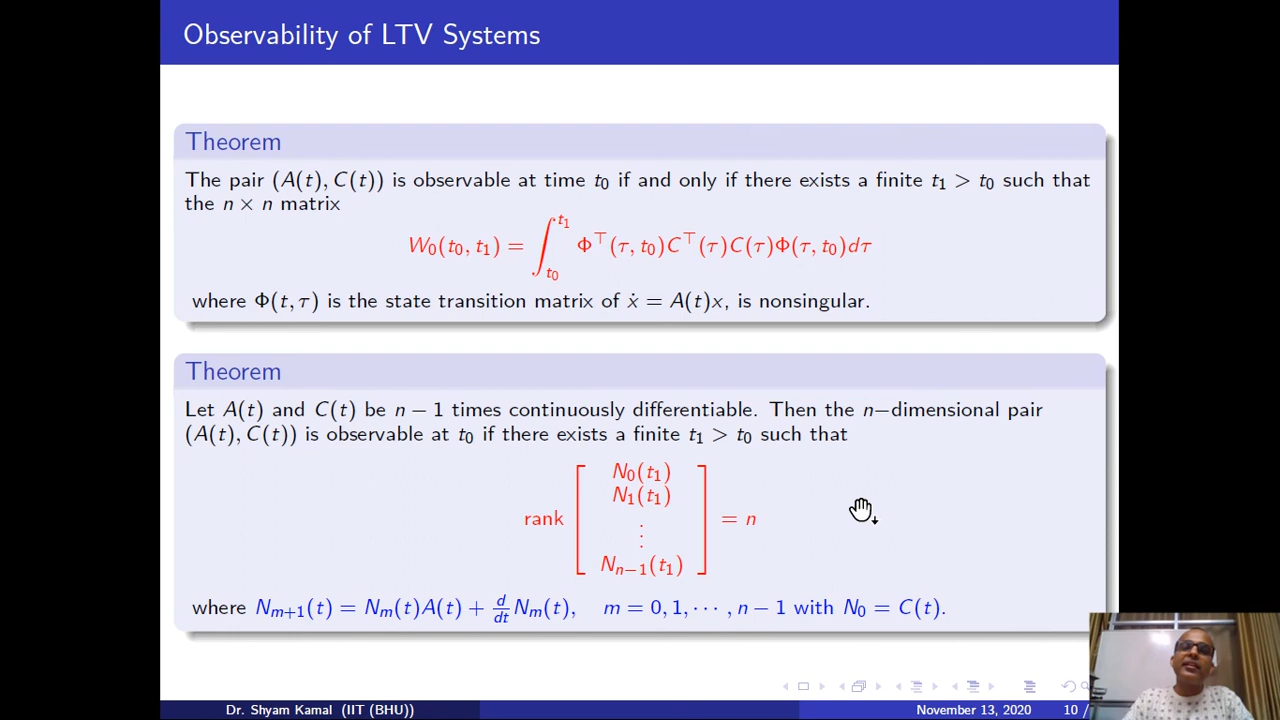 Observability of LTV Systems
Theorem
The pair (A(t), C(t)) is observable at time t₀ if and only if there exists a finite t₁ > t₀ such that
the n × n matrix
W₀(t₀, t₁) = ∫_{t₀}^{t₁} Φ^⊤(τ, t₀)C^⊤(τ)C(τ)Φ(τ, t₀)dτ
where Φ(t, τ) is the state transition matrix of ẋ = A(t)x, is nonsingular.
Theorem
Let A(t) and C(t) be n − 1 times continuously differentiable. Then the n−dimensional pair
(A(t), C(t)) is observable at t₀ if there exists a finite t₁ > t₀ such that
N₀(t₁)
N₁(t₁)
rank [ ⋮ ] = n
Nₙ₋₁(t₁)
where Nₘ₊₁(t) = Nₘ(t)A(t) + d/dt Nₘ(t), m = 0, 1, ⋯ , n − 1 with N₀ = C(t).
Dr. Shyam Kamal (IIT (BHU)) November 13, 2020 10 /